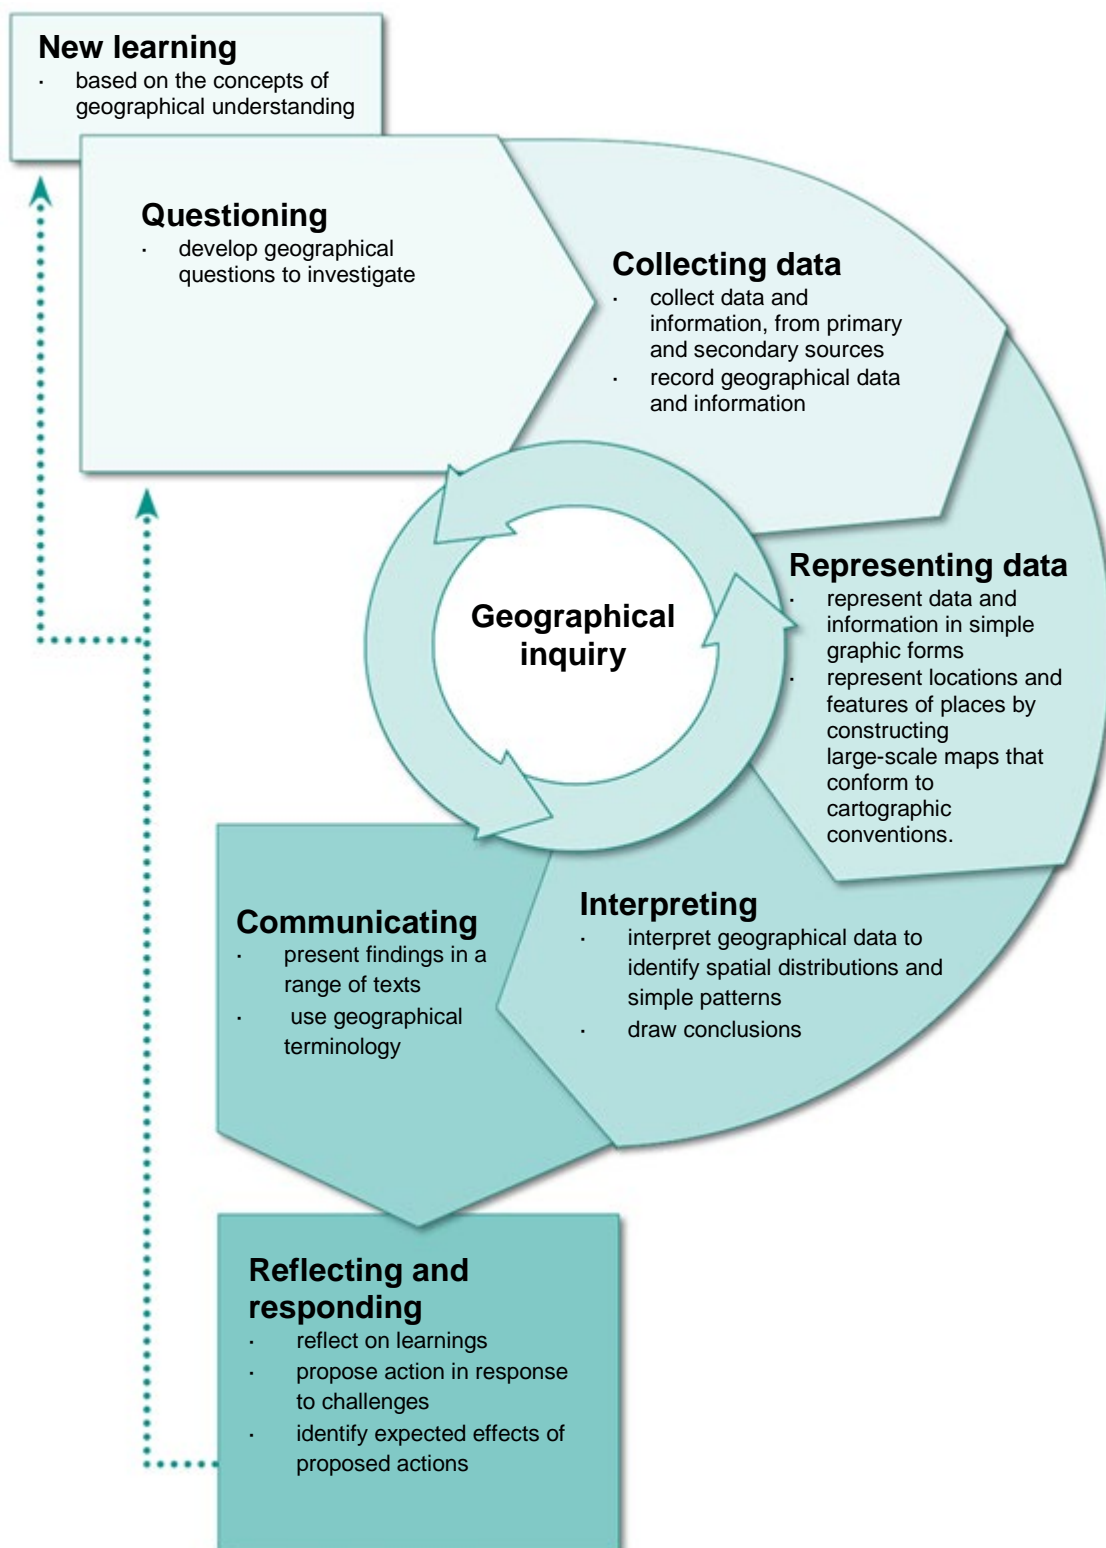 New learning
· based on the concepts of
geographical understanding
Questioning
· develop geographical
questions to investigate
Collecting data
· collect data and
information, from primary
and secondary sources
· record geographical data
and information
Representing data
· represent data and
information in simple
graphic forms
· represent locations and
features of places by
constructing
large-scale maps that
conform to
cartographic
conventions.
Geographical
inquiry
Interpreting
· interpret geographical data to
identify spatial distributions and
simple patterns
· draw conclusions
Communicating
· present findings in a
range of texts
· use geographical
terminology
Reflecting and
responding
· reflect on learnings
· propose action in response
to challenges
· identify expected effects of
proposed actions